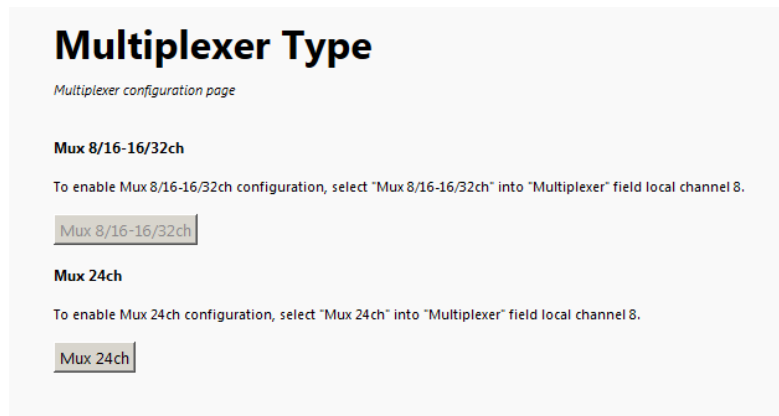 Multiplexer Type
Multiplexer configuration page
Mux 8/16-16/32ch
To enable Mux 8/16-16/32ch configuration, select "Mux 8/16-16/32ch" into "Multiplexer" field local channel 8.
Mux 8/16-16/32ch
Mux 24ch
To enable Mux 24ch configuration, select "Mux 24ch" into "Multiplexer" field local channel 8.
Mux 24ch